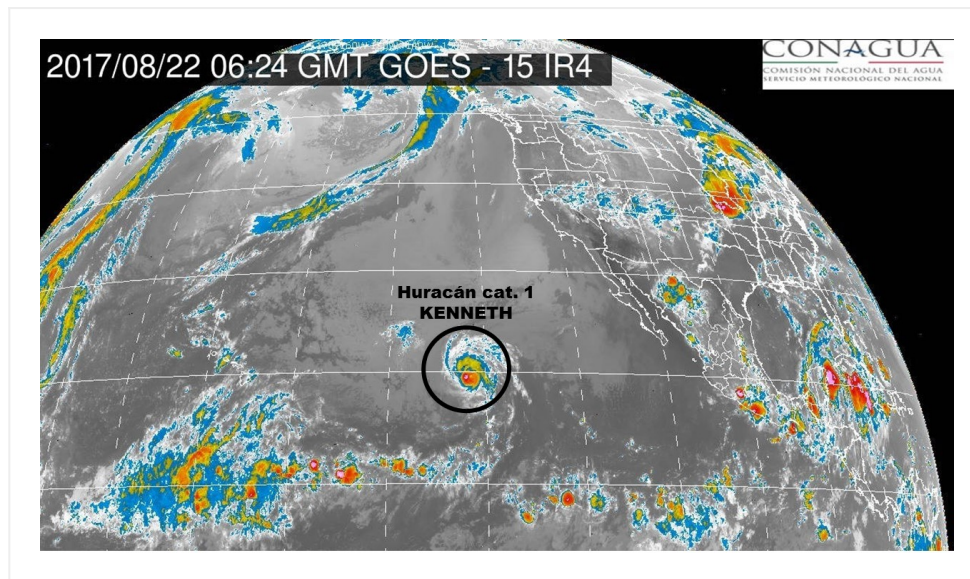 2017/08/22 06:24 GMT GOES - 15 IR4
CONAGUA
COMISIÓN NACIONAL DEL AGUA
SERVICIO METEOROLÓGICO NACIONAL
Huracán cat. 1
KENNETH